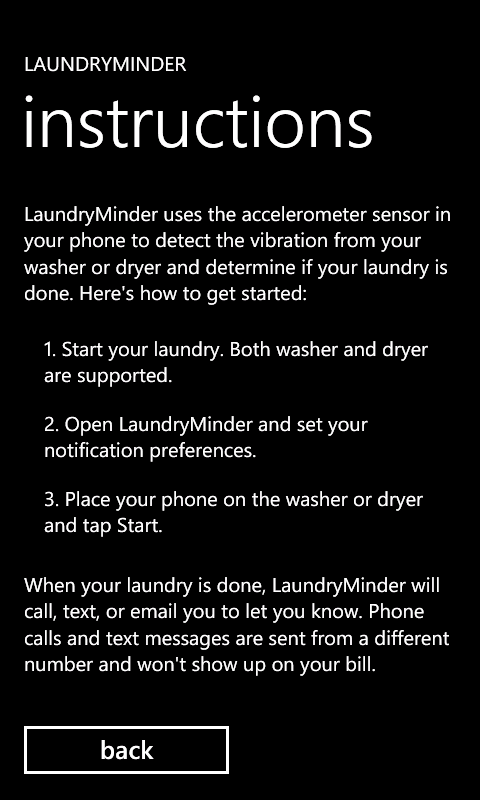 LAUNDRYMINDER
instructions
LaundryMinder uses the accelerometer sensor in
your phone to detect the vibration from your
washer or dryer and determine if your laundry is
done. Here's how to get started:
1. Start your laundry. Both washer and dryer
are supported.
2. Open LaundryMinder and set your
notification preferences.
3. Place your phone on the washer or dryer
and tap Start.
When your laundry is done, LaundryMinder will
call, text, or email you to let you know. Phone
calls and text messages are sent from a different
number and won't show up on your bill.
back